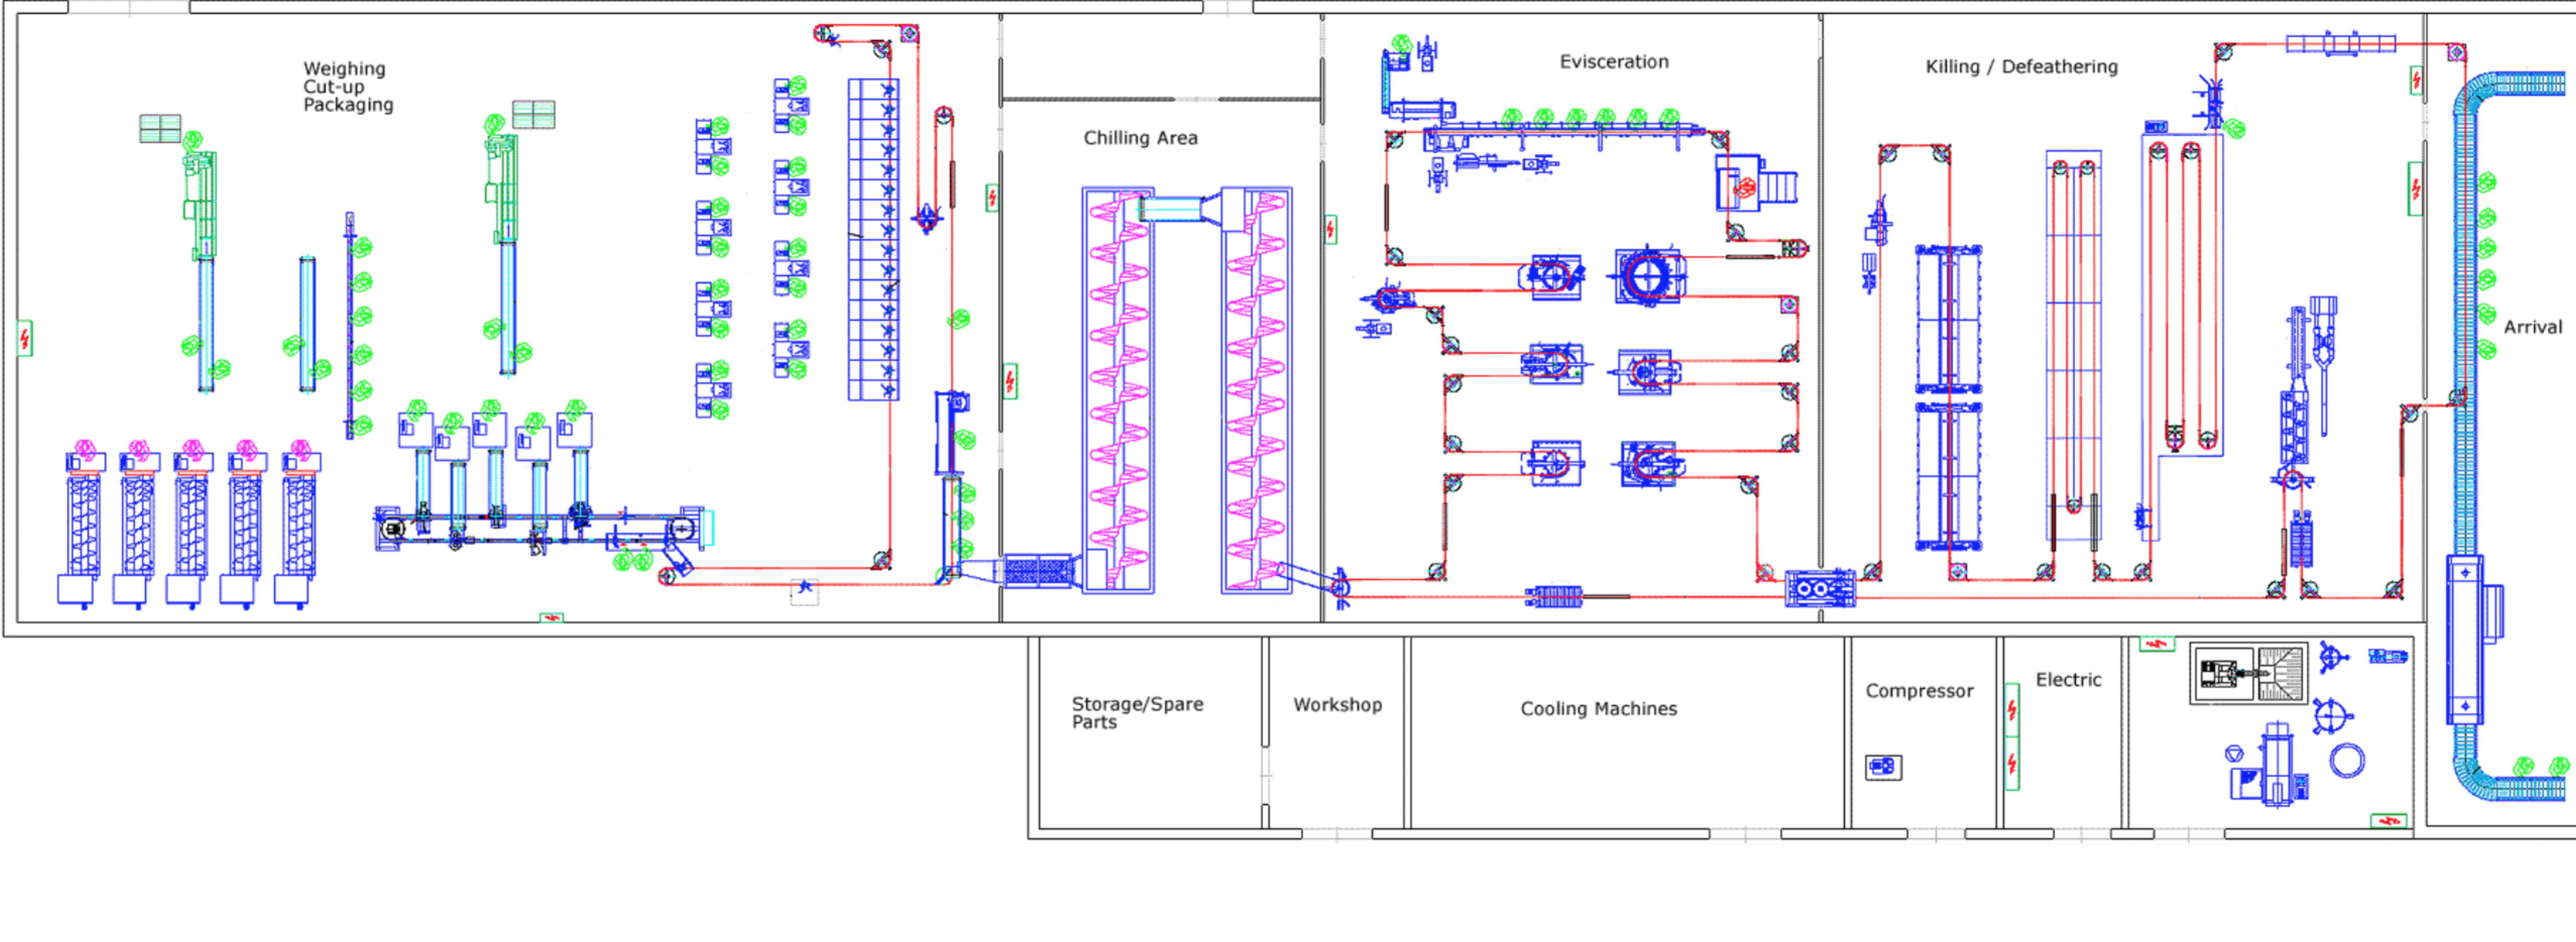 Weighing
Cut-up
Packaging
Chilling Area
Evisceration
Killing / Defeathering
Arrival
Storage/Spare
Parts
Workshop
Cooling Machines
Compressor
Electric